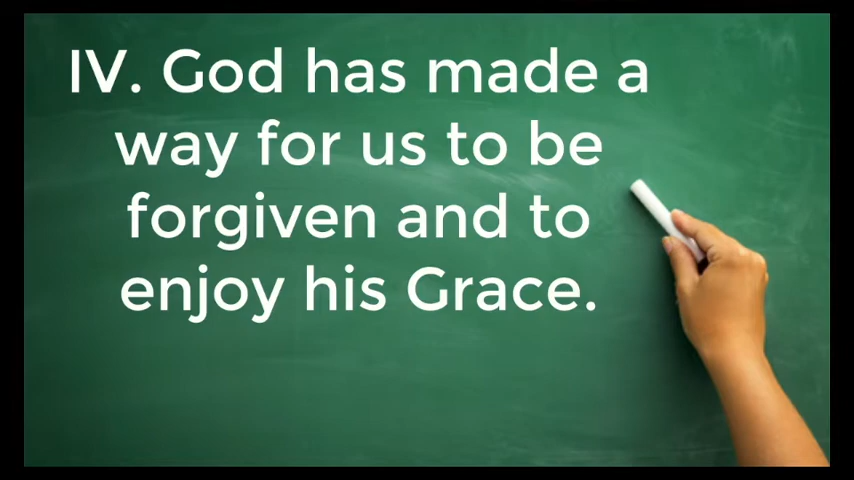 IV. God has made a
way for us to be
forgiven and to
enjoy his Grace.